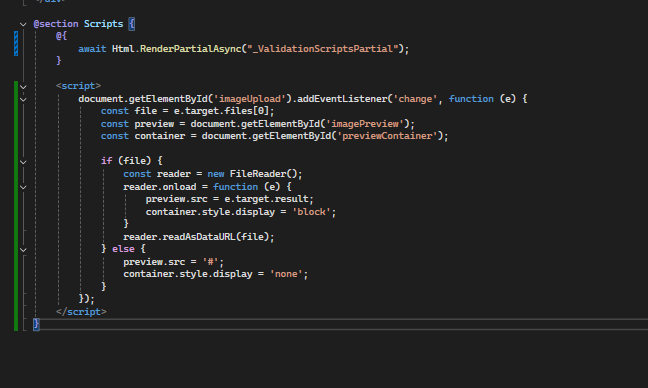 </div>
@section Scripts {
@{
await Html.RenderPartialAsync("_ValidationScriptsPartial");
}
<script>
document.getElementById('imageUpload').addEventListener('change', function (e) {
const file = e.target.files[0];
const preview = document.getElementById('imagePreview');
const container = document.getElementById('previewContainer');
if (file) {
const reader = new FileReader();
reader.onload = function (e) {
preview.src = e.target.result;
container.style.display = 'block';
}
reader.readAsDataURL(file);
} else {
preview.src = '#';
container.style.display = 'none';
}
});
</script>
}